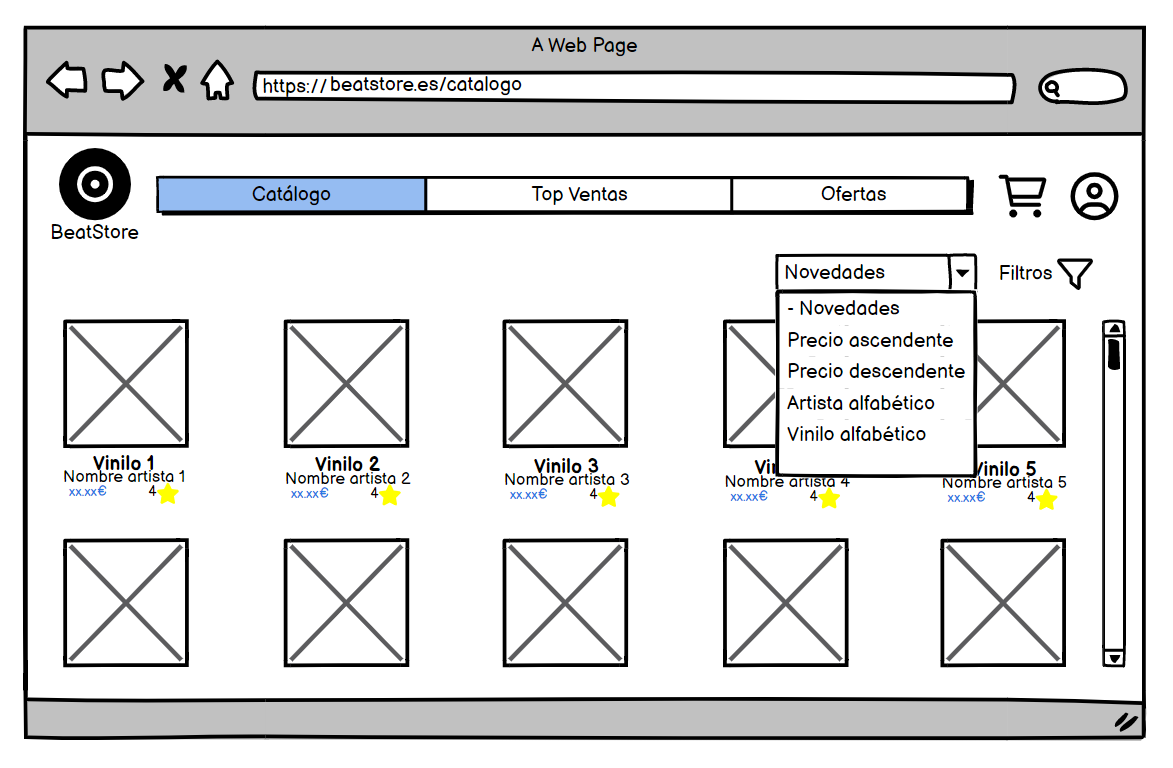 A Web Page
https:// beatstore.es/catalogo
BeatStore
Catálogo
Top Ventas
Ofertas
Novedades
Filtros
- Novedades
Precio ascendente
Precio descendente
Artista alfabético
Vinilo alfabético
Vinilo 1
Nombre artista 1
xx.xx€ 4
Vinilo 2
Nombre artista 2
xx.xx€ 4
Vinilo 3
Nombre artista 3
xx.xx€ 4
Nombre artista 4
xx.xx€ 4
Vinilo 5
Nombre artista 5
xx.xx€ 4